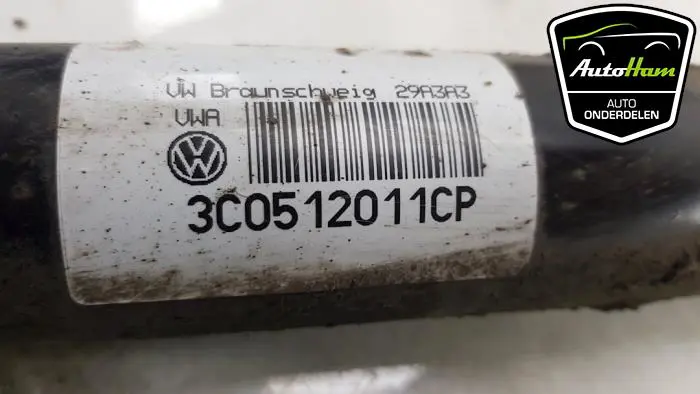 VW Braunschweig 29A3A3
VWA
3C0512011CP
AutoHam
AUTO
ONDERDELEN